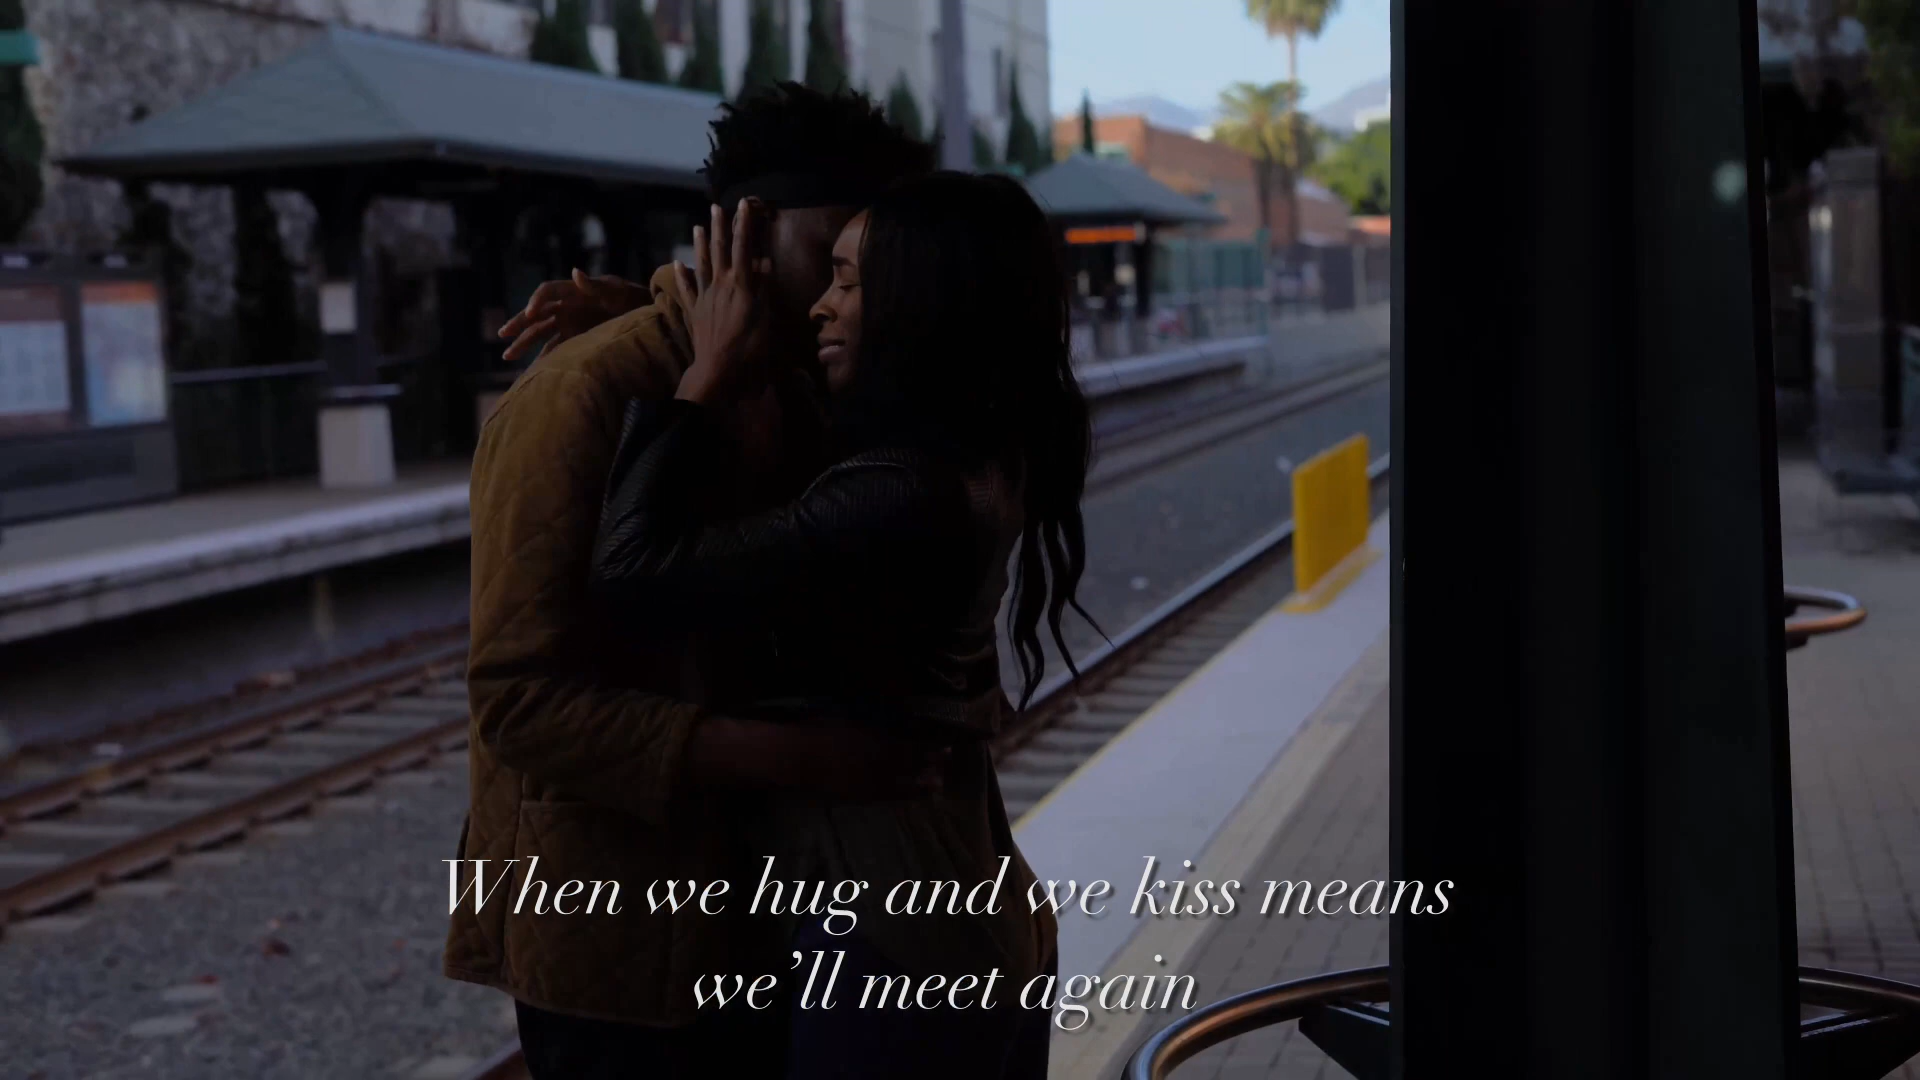 When we hug and we kiss means
we’ll meet again